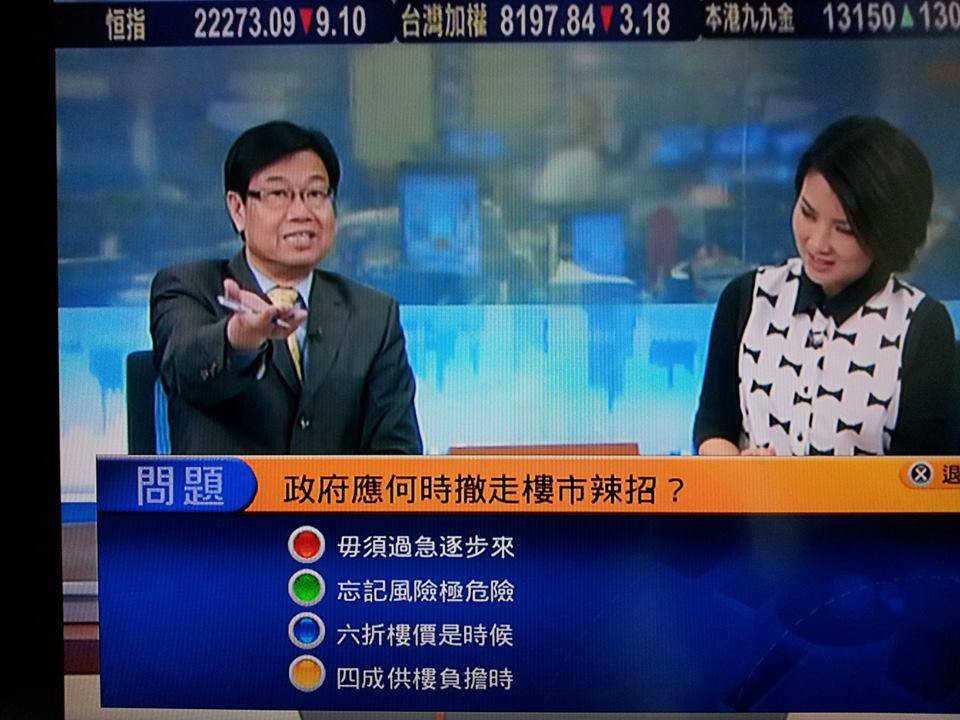 恒指 22273.09▼9.10 台灣加權 8197.84▼3.18 本港九九金 13150▲130
問題 政府應何時撤走樓市辣招？ ⓧ 退
毋須過急逐步來
忘記風險極危險
六折樓價是時候
四成供樓負擔時